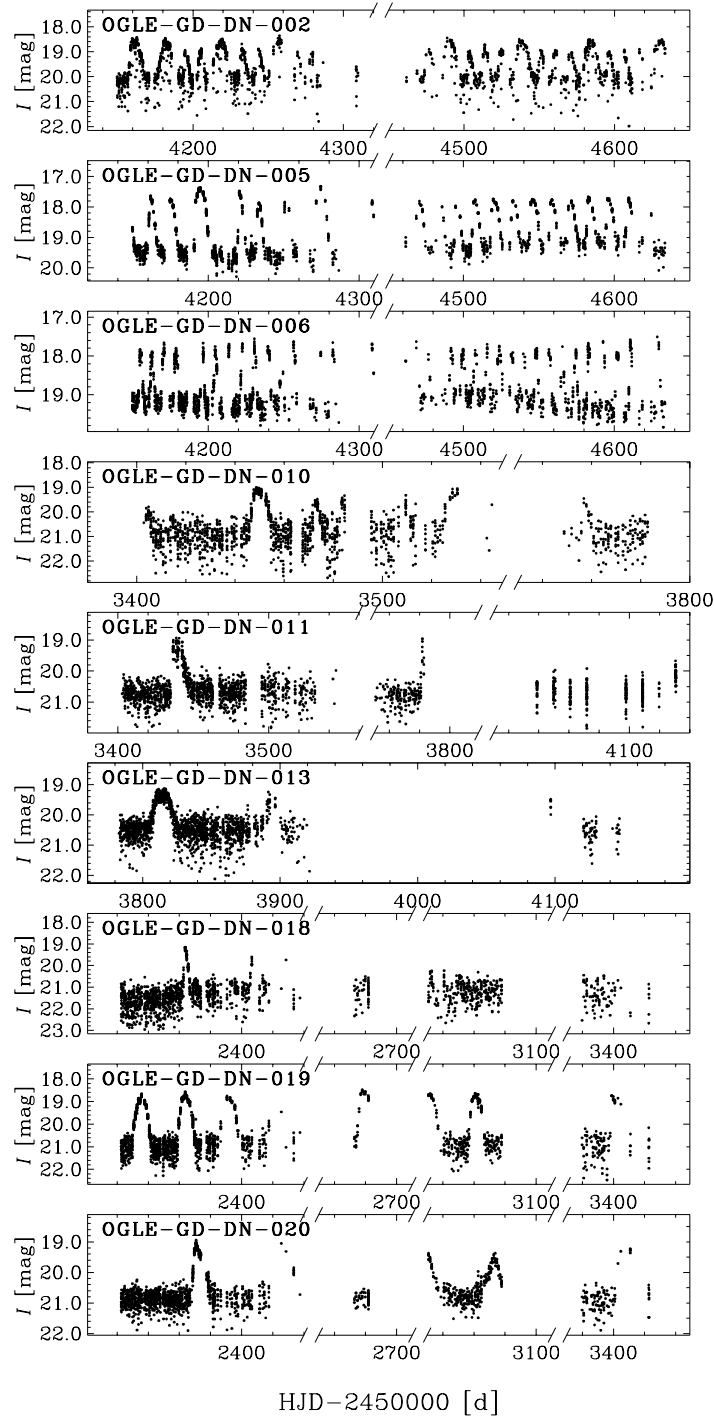 OGLE-GD-DN-002
18.0
19.0
20.0
21.0
22.0
I [mag]
4200 4300 4500 4600
OGLE-GD-DN-005
17.0
18.0
19.0
20.0
I [mag]
4200 4300 4500 4600
OGLE-GD-DN-006
17.0
18.0
19.0
I [mag]
4200 4300 4500 4600
OGLE-GD-DN-010
18.0
19.0
20.0
21.0
22.0
I [mag]
3400 3500 3800
OGLE-GD-DN-011
19.0
20.0
21.0
I [mag]
3400 3500 3800 4100
OGLE-GD-DN-013
19.0
20.0
21.0
22.0
I [mag]
3800 3900 4000 4100
OGLE-GD-DN-018
18.0
19.0
20.0
21.0
22.0
23.0
I [mag]
2400 2700 3100 3400
OGLE-GD-DN-019
18.0
19.0
20.0
21.0
22.0
I [mag]
2400 2700 3100 3400
OGLE-GD-DN-020
19.0
20.0
21.0
22.0
I [mag]
2400 2700 3100 3400
HJD-2450000 [d]